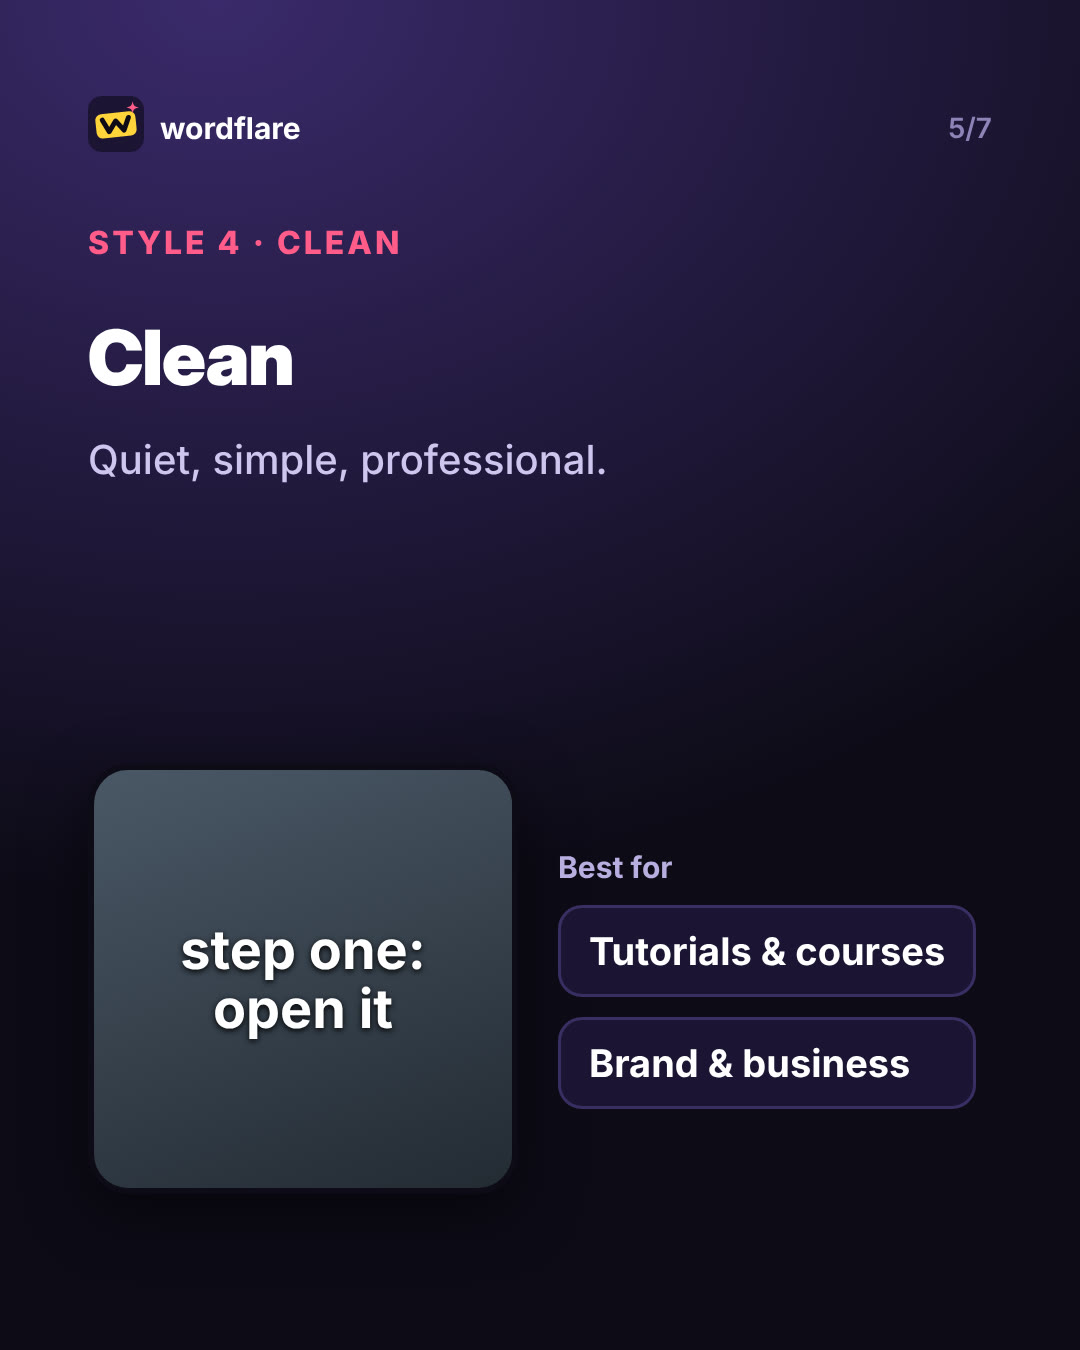 wordflare
5/7
STYLE 4 · CLEAN
Clean
Quiet, simple, professional.
step one:
open it
Best for
Tutorials & courses
Brand & business